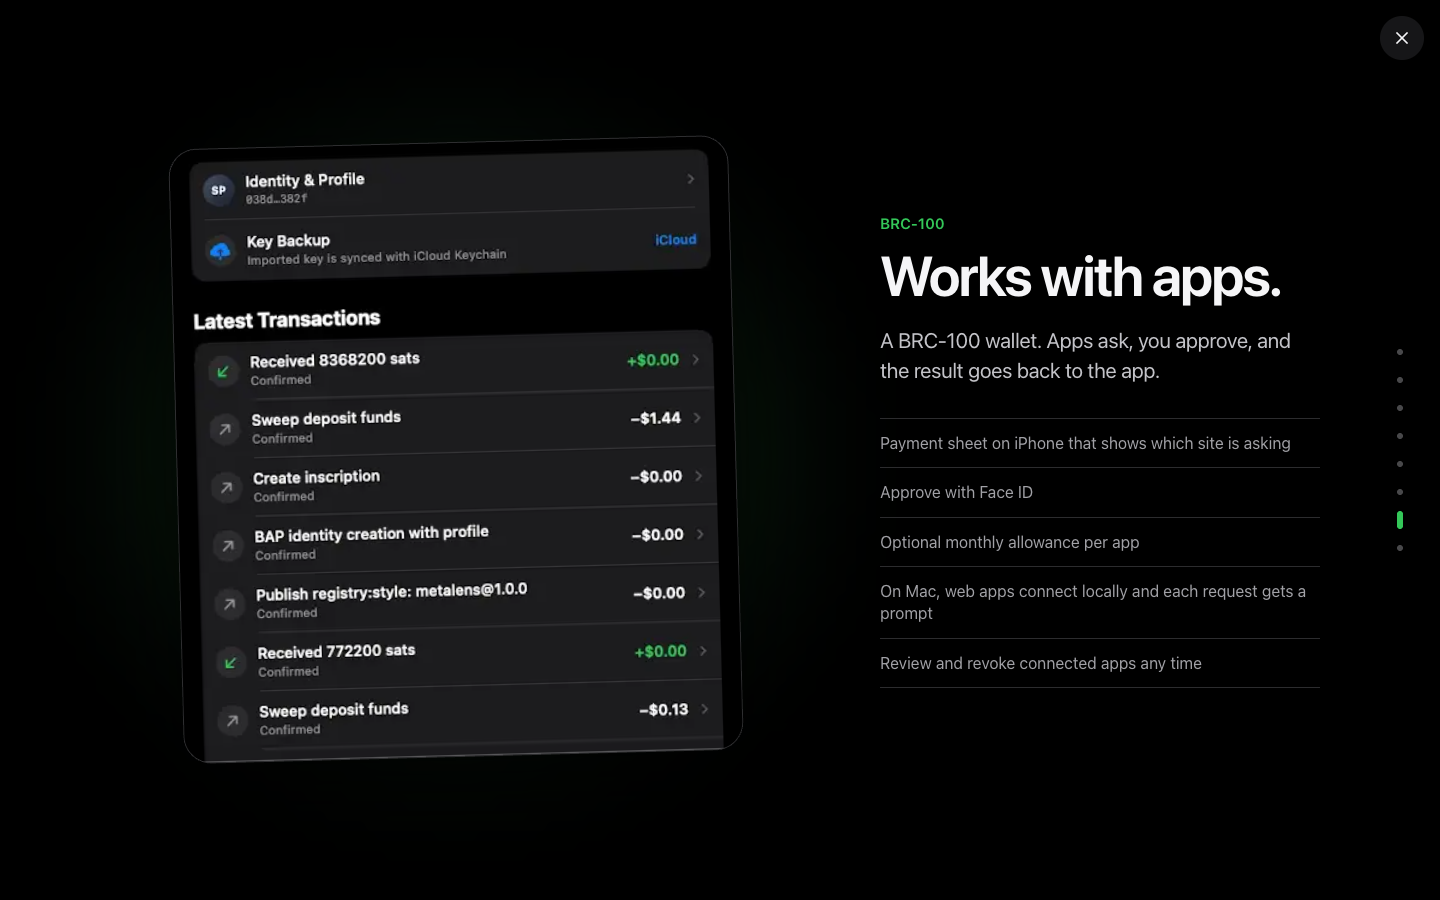 SP
Identity & Profile
038d…382f
Key Backup
Imported key is synced with iCloud Keychain
iCloud
Latest Transactions
Received 8368200 sats
Confirmed
+$0.00
Sweep deposit funds
Confirmed
–$1.44
Create inscription
Confirmed
–$0.00
BAP identity creation with profile
Confirmed
–$0.00
Publish registry:style: metalens@1.0.0
Confirmed
–$0.00
Received 772200 sats
Confirmed
+$0.00
Sweep deposit funds
Confirmed
–$0.13
BRC-100
Works with apps.
A BRC-100 wallet. Apps ask, you approve, and
the result goes back to the app.
Payment sheet on iPhone that shows which site is asking
Approve with Face ID
Optional monthly allowance per app
On Mac, web apps connect locally and each request gets a
prompt
Review and revoke connected apps any time